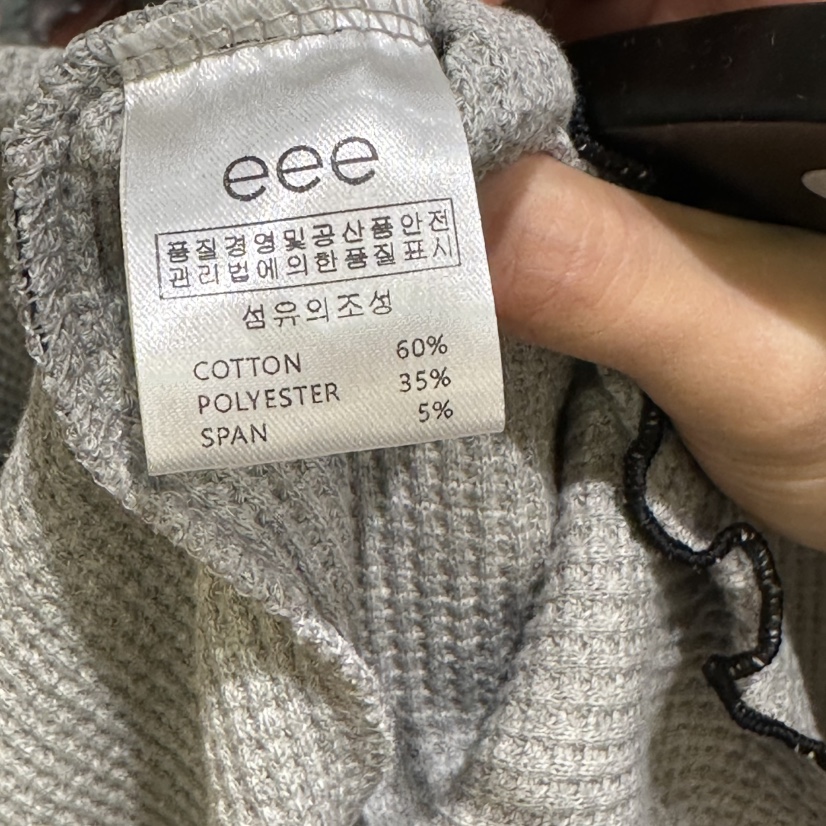 eee
품질경영및공산품안전
관리법에의한품질표시
섬유의조성
COTTON 60%
POLYESTER 35%
SPAN 5%